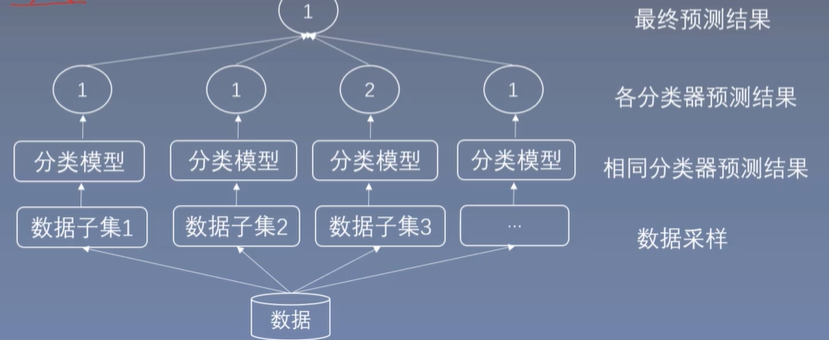 1
最终预测结果
1 1 2 1
各分类器预测结果
分类模型 分类模型 分类模型 分类模型
相同分类器预测结果
数据子集1 数据子集2 数据子集3 ...
数据采样
数据